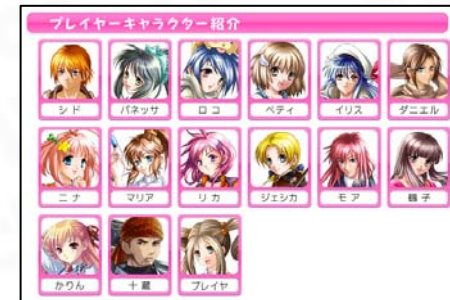 プレイヤーキャラクター紹介
シド
バネッサ
ロコ
ペティ
イリス
ダニエル
ニナ
マリア
リカ
ジェシカ
モア
鶴子
かりん
十蔵
プレイヤ